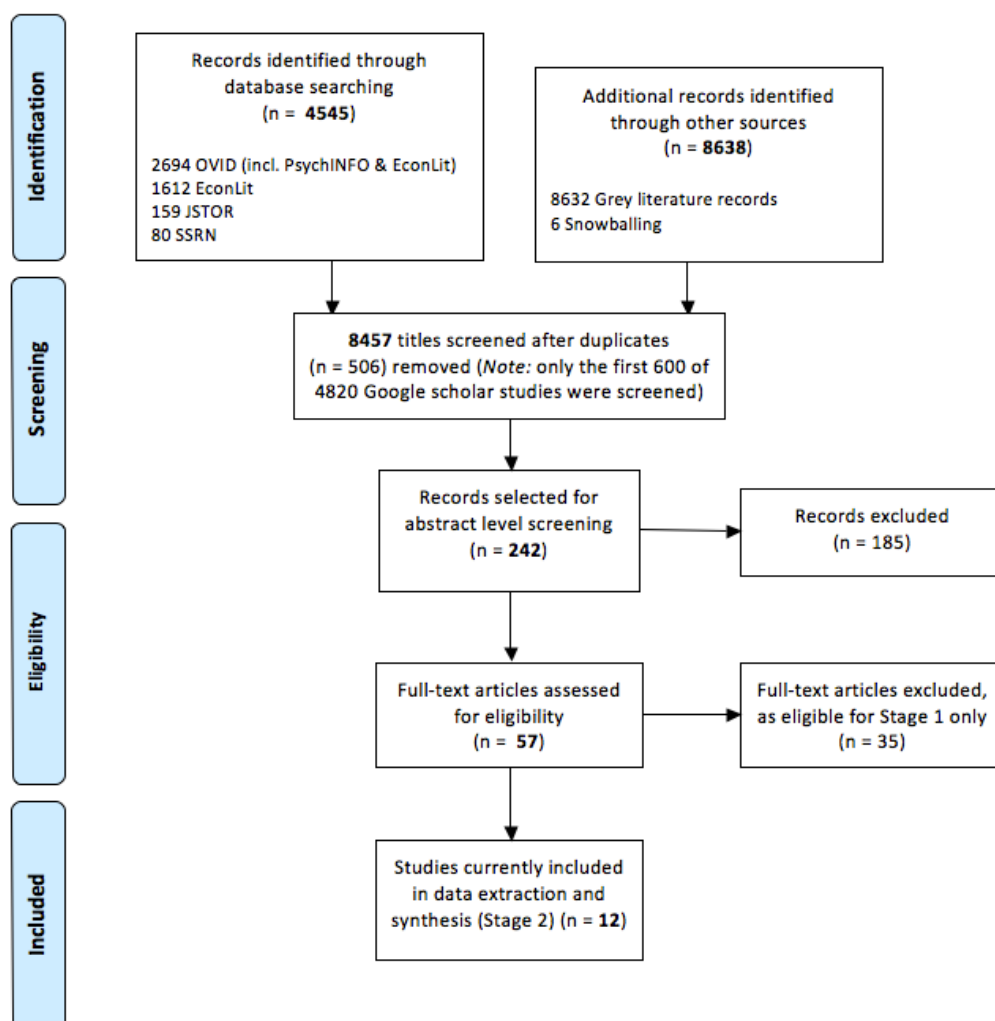 Identification
Records identified through
database searching
(n = 4545)
2694 OVID (incl. PsychINFO & EconLit)
1612 EconLit
159 JSTOR
80 SSRN
Additional records identified
through other sources
(n = 8638)
8632 Grey literature records
6 Snowballing
Screening
8457 titles screened after duplicates
(n = 506) removed (Note: only the first 600 of
4820 Google scholar studies were screened)
Records selected for
abstract level screening
(n = 242)
Records excluded
(n = 185)
Eligibility
Full-text articles assessed
for eligibility
(n = 57)
Full-text articles excluded,
as eligible for Stage 1 only
(n = 35)
Included
Studies currently included
in data extraction and
synthesis (Stage 2) (n = 12)